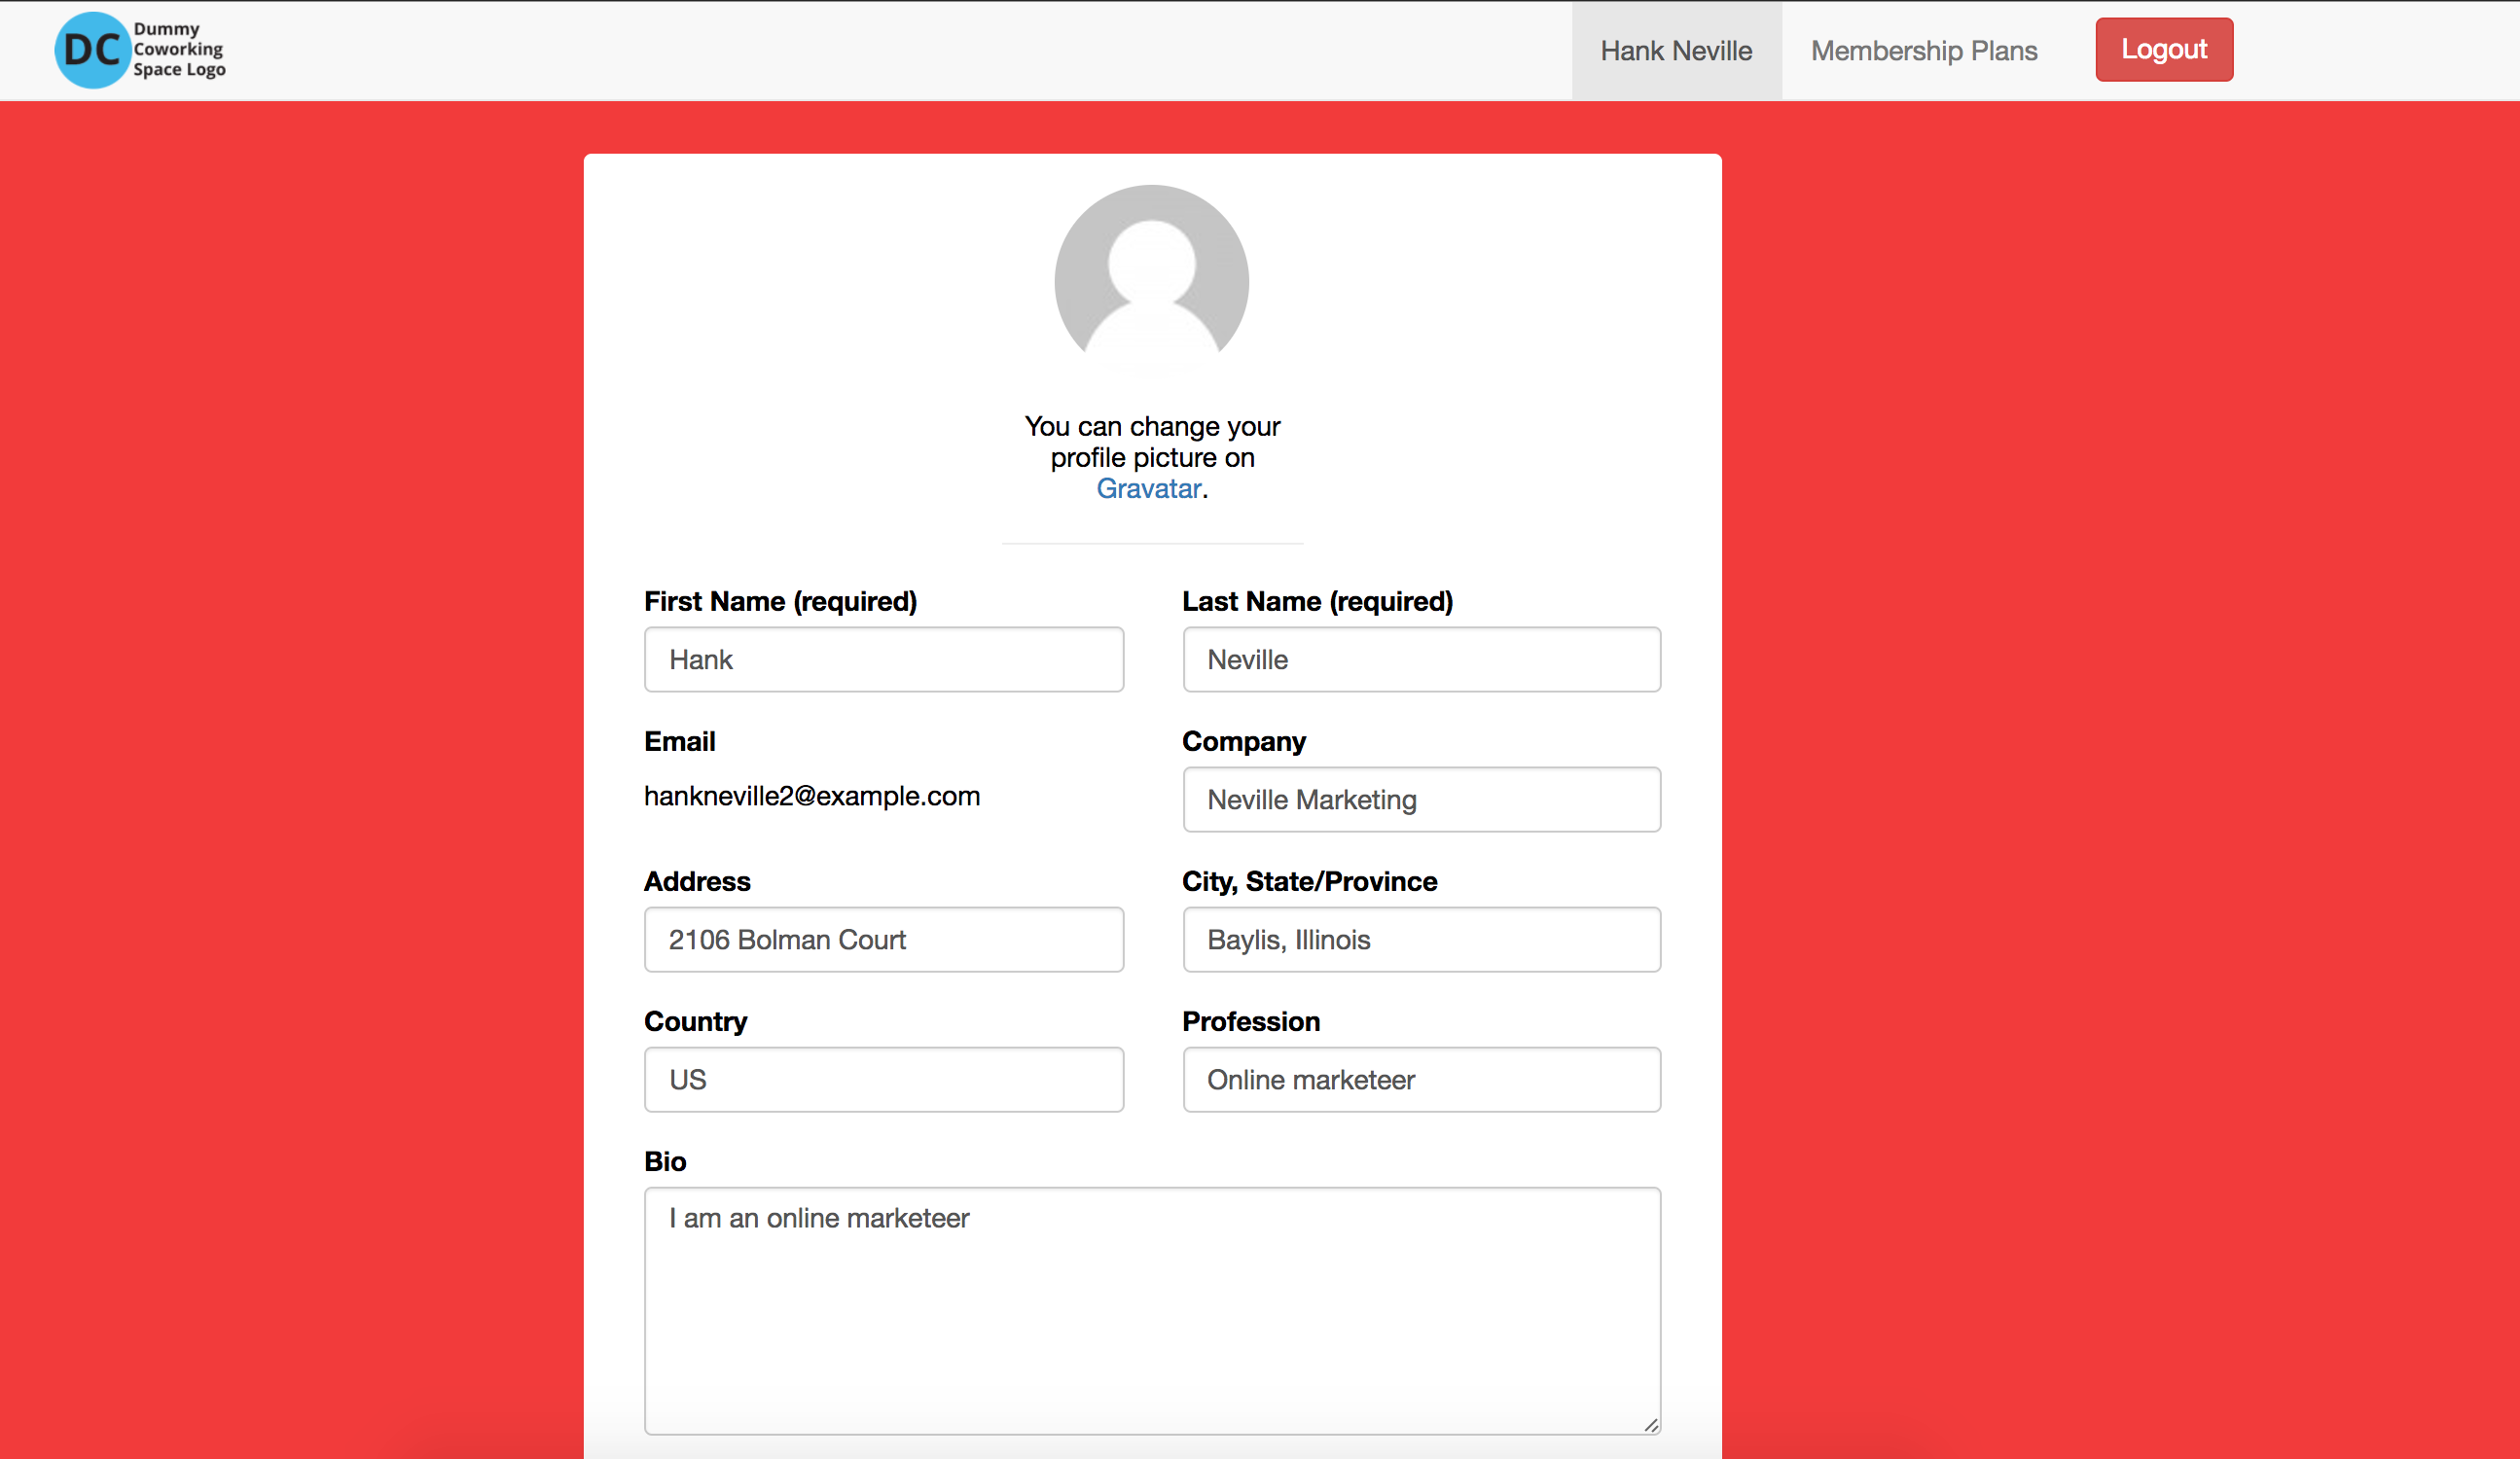 DC
Dummy
Coworking
Space Logo
Hank Neville
Membership Plans
Logout
You can change your
profile picture on
Gravatar.
First Name (required)
Last Name (required)
Hank
Neville
Email
Company
hankneville2@example.com
Neville Marketing
Address
City, State/Province
2106 Bolman Court
Baylis, Illinois
Country
Profession
US
Online marketeer
Bio
I am an online marketeer